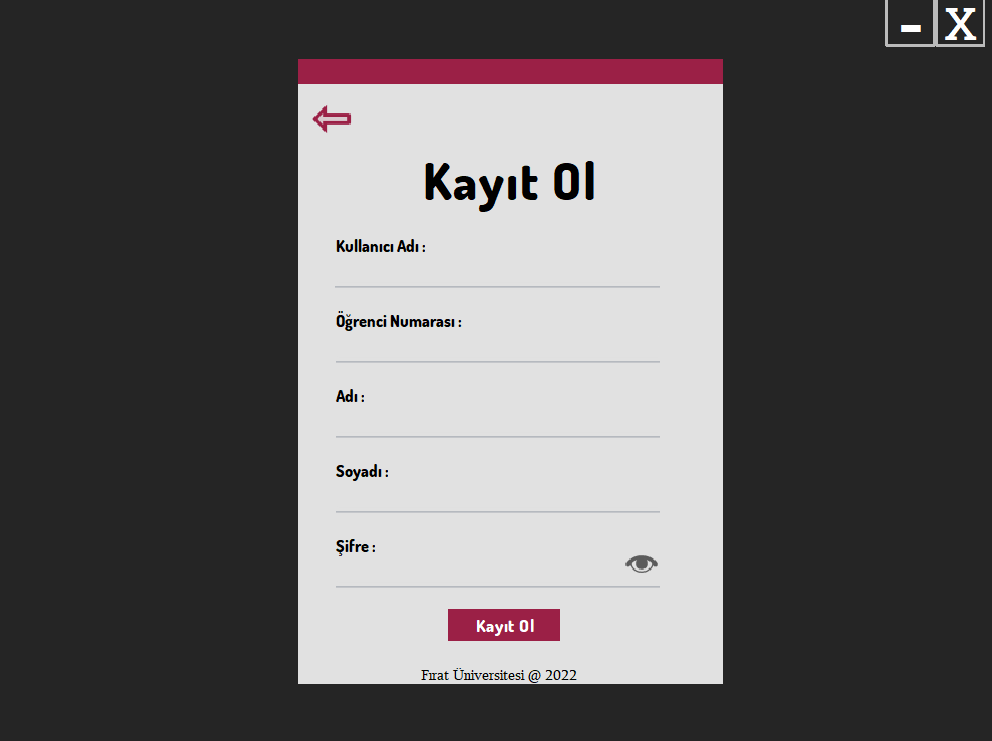 - X
Kayıt Ol
Kullanıcı Adı :
Öğrenci Numarası :
Adı :
Soyadı :
Şifre :
Kayıt Ol
Fırat Üniversitesi @ 2022